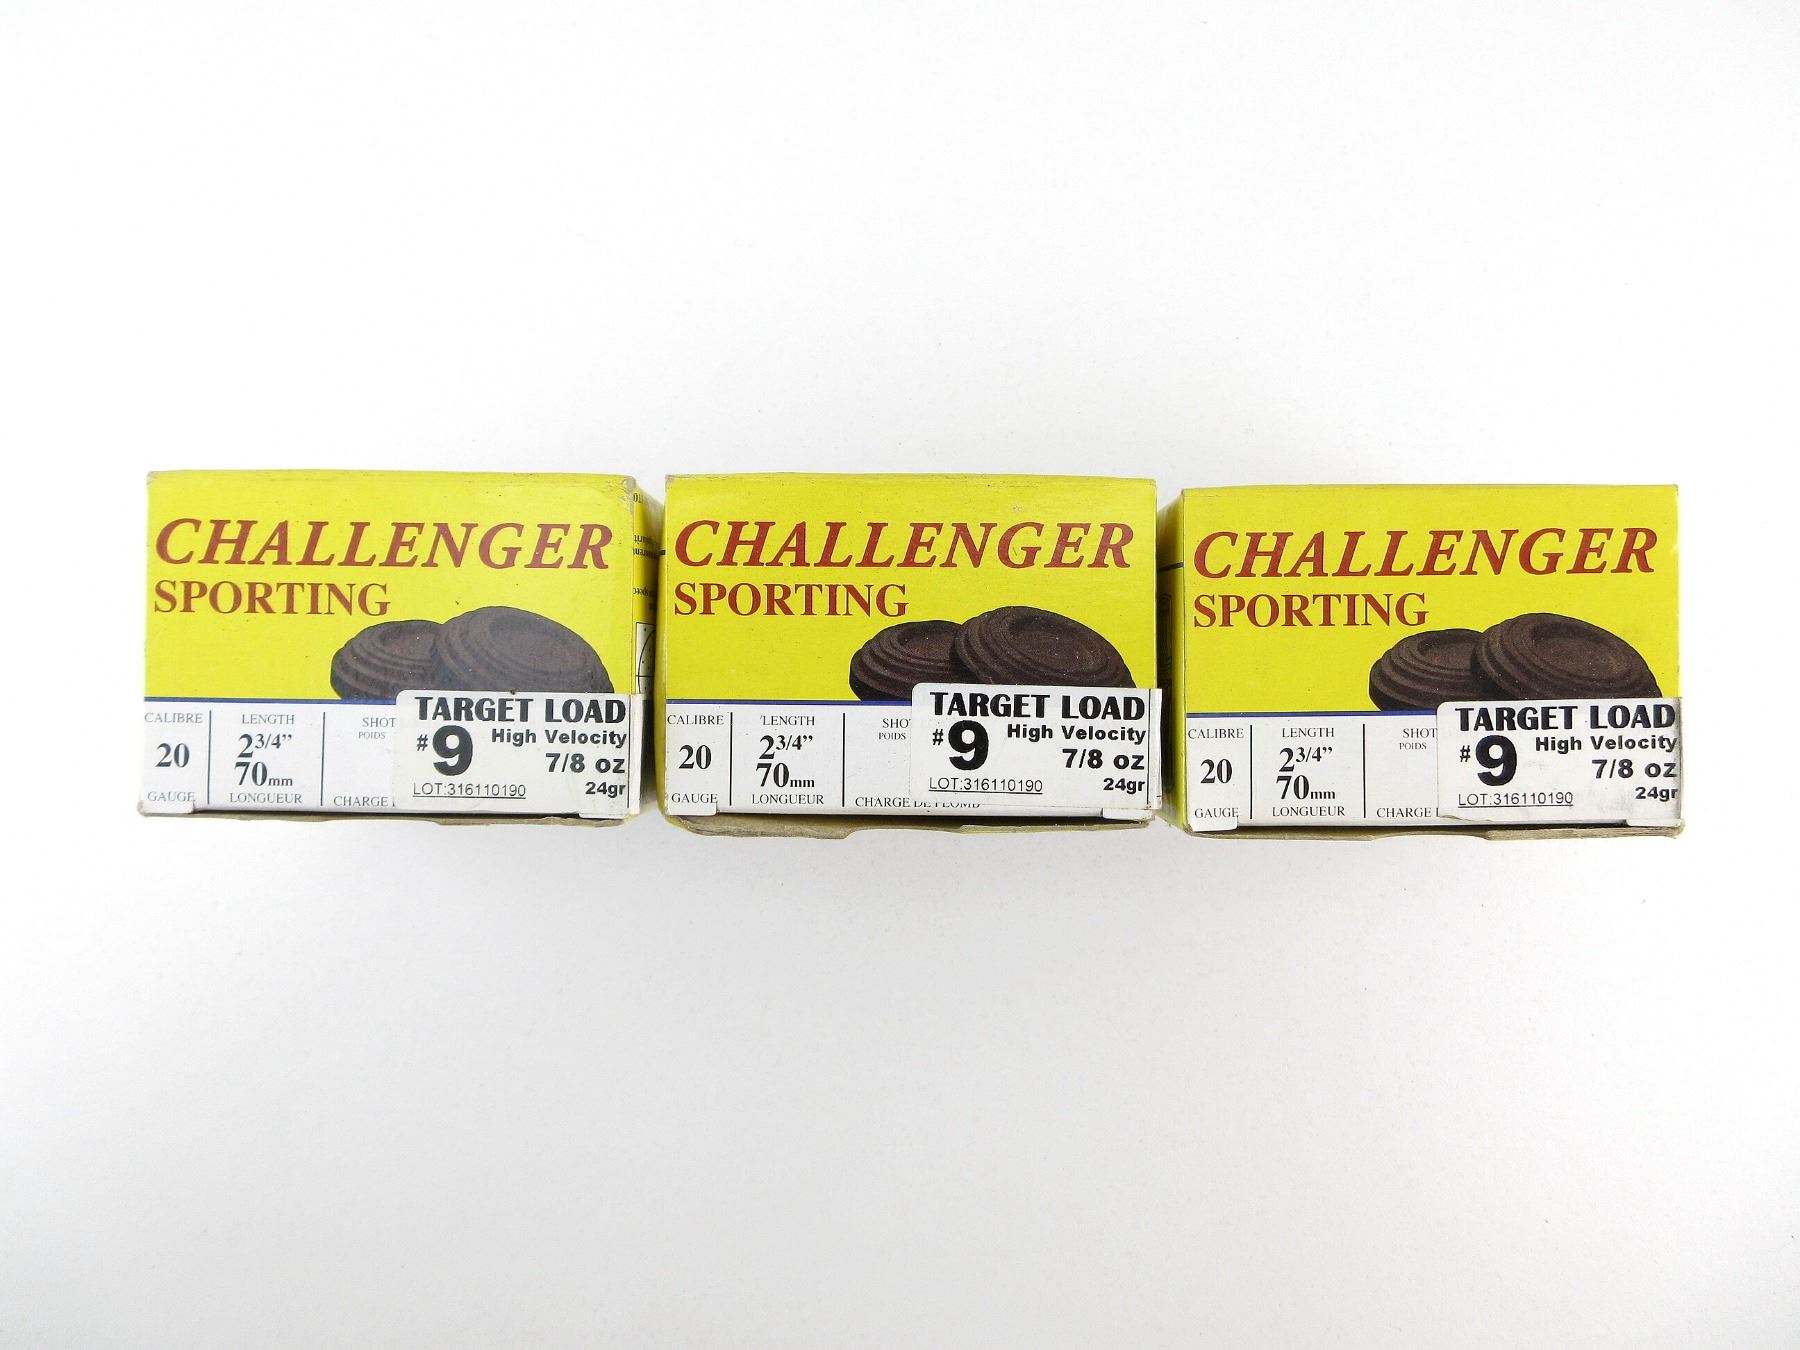 CHALLENGER
SPORTING
CALIBRE
20
GAUGE
LENGTH
2 3/4”
70mm
LONGUEUR
SHOT
POIDS
CHARGE
TARGET LOAD
#9
High Velocity
7/8 oz
24gr
LOT:316110190
CHALLENGER
SPORTING
CALIBRE
20
GAUGE
LENGTH
2 3/4”
70mm
LONGUEUR
POIDS
CHARGE DE PLOMB
TARGET LOAD
#9
High Velocity
7/8 oz
24gr
LOT:316110190
CHALLENGER
SPORTING
CALIBRE
20
GAUGE
LENGTH
2 3/4”
70mm
LONGUEUR
SHOT
POIDS
CHARGE
TARGET LOAD
#9
High Velocity
7/8 oz
24gr
LOT:316110190